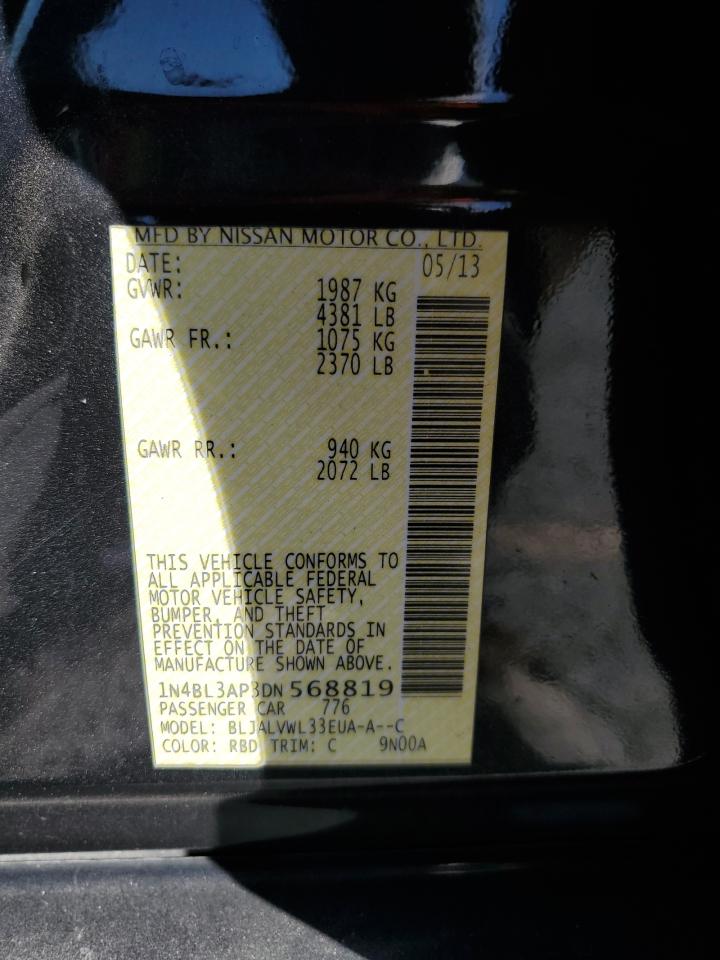 MFD BY NISSAN MOTOR CO., LTD.
DATE: 05/13
GVWR: 1987 KG
4381 LB
GAWR FR.: 1075 KG
2370 LB
GAWR RR.: 940 KG
2072 LB
THIS VEHICLE CONFORMS TO
ALL APPLICABLE FEDERAL
MOTOR VEHICLE SAFETY,
BUMPER, AND THEFT
PREVENTION STANDARDS IN
EFFECT ON THE DATE OF
MANUFACTURE SHOWN ABOVE.
1N4BL3AP3DN568819
PASSENGER CAR 776
MODEL: BLJALVWL33EUA-A--C
COLOR: RBD TRIM: C 9N00A